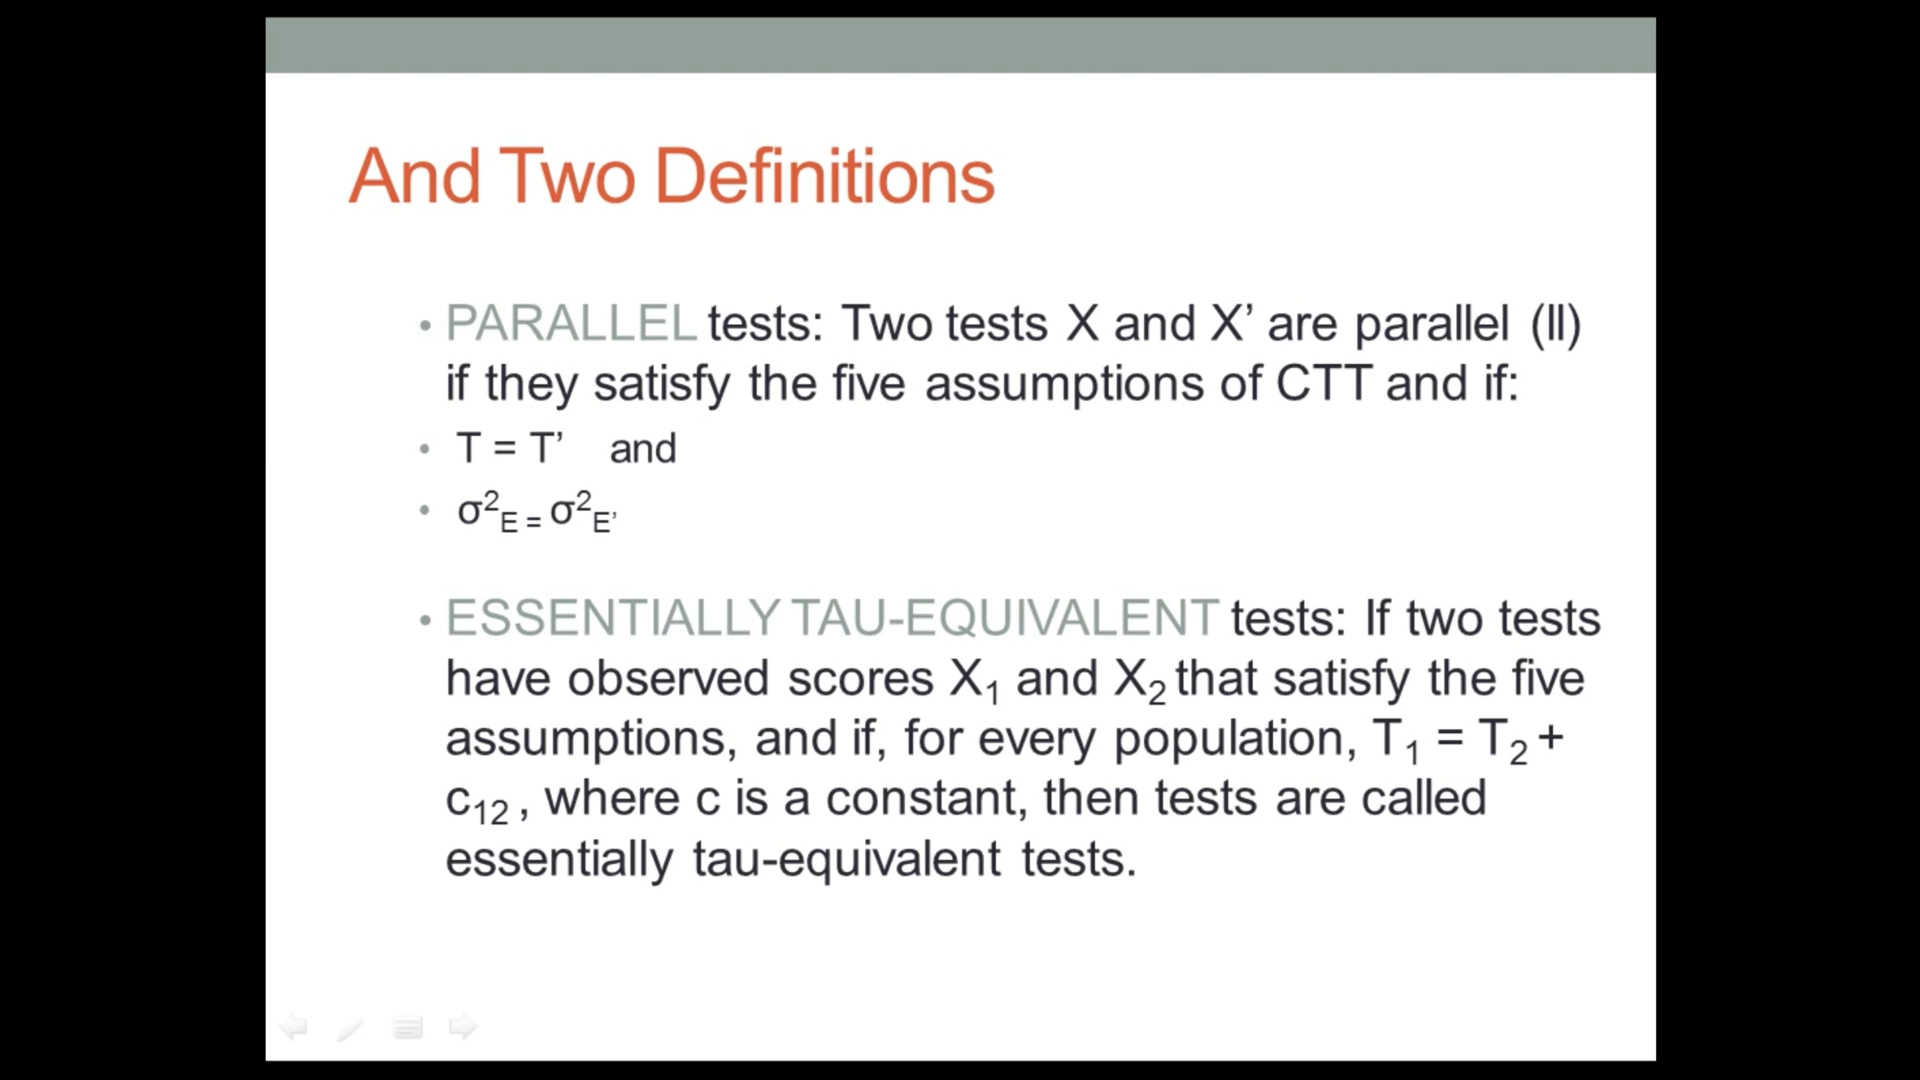 And Two Definitions
• PARALLEL tests: Two tests X and X’ are parallel (ll)
if they satisfy the five assumptions of CTT and if:
• T = T’ and
• σ²E = σ²E’
• ESSENTIALLY TAU-EQUIVALENT tests: If two tests
have observed scores X₁ and X₂ that satisfy the five
assumptions, and if, for every population, T₁ = T₂ +
c₁₂ , where c is a constant, then tests are called
essentially tau-equivalent tests.